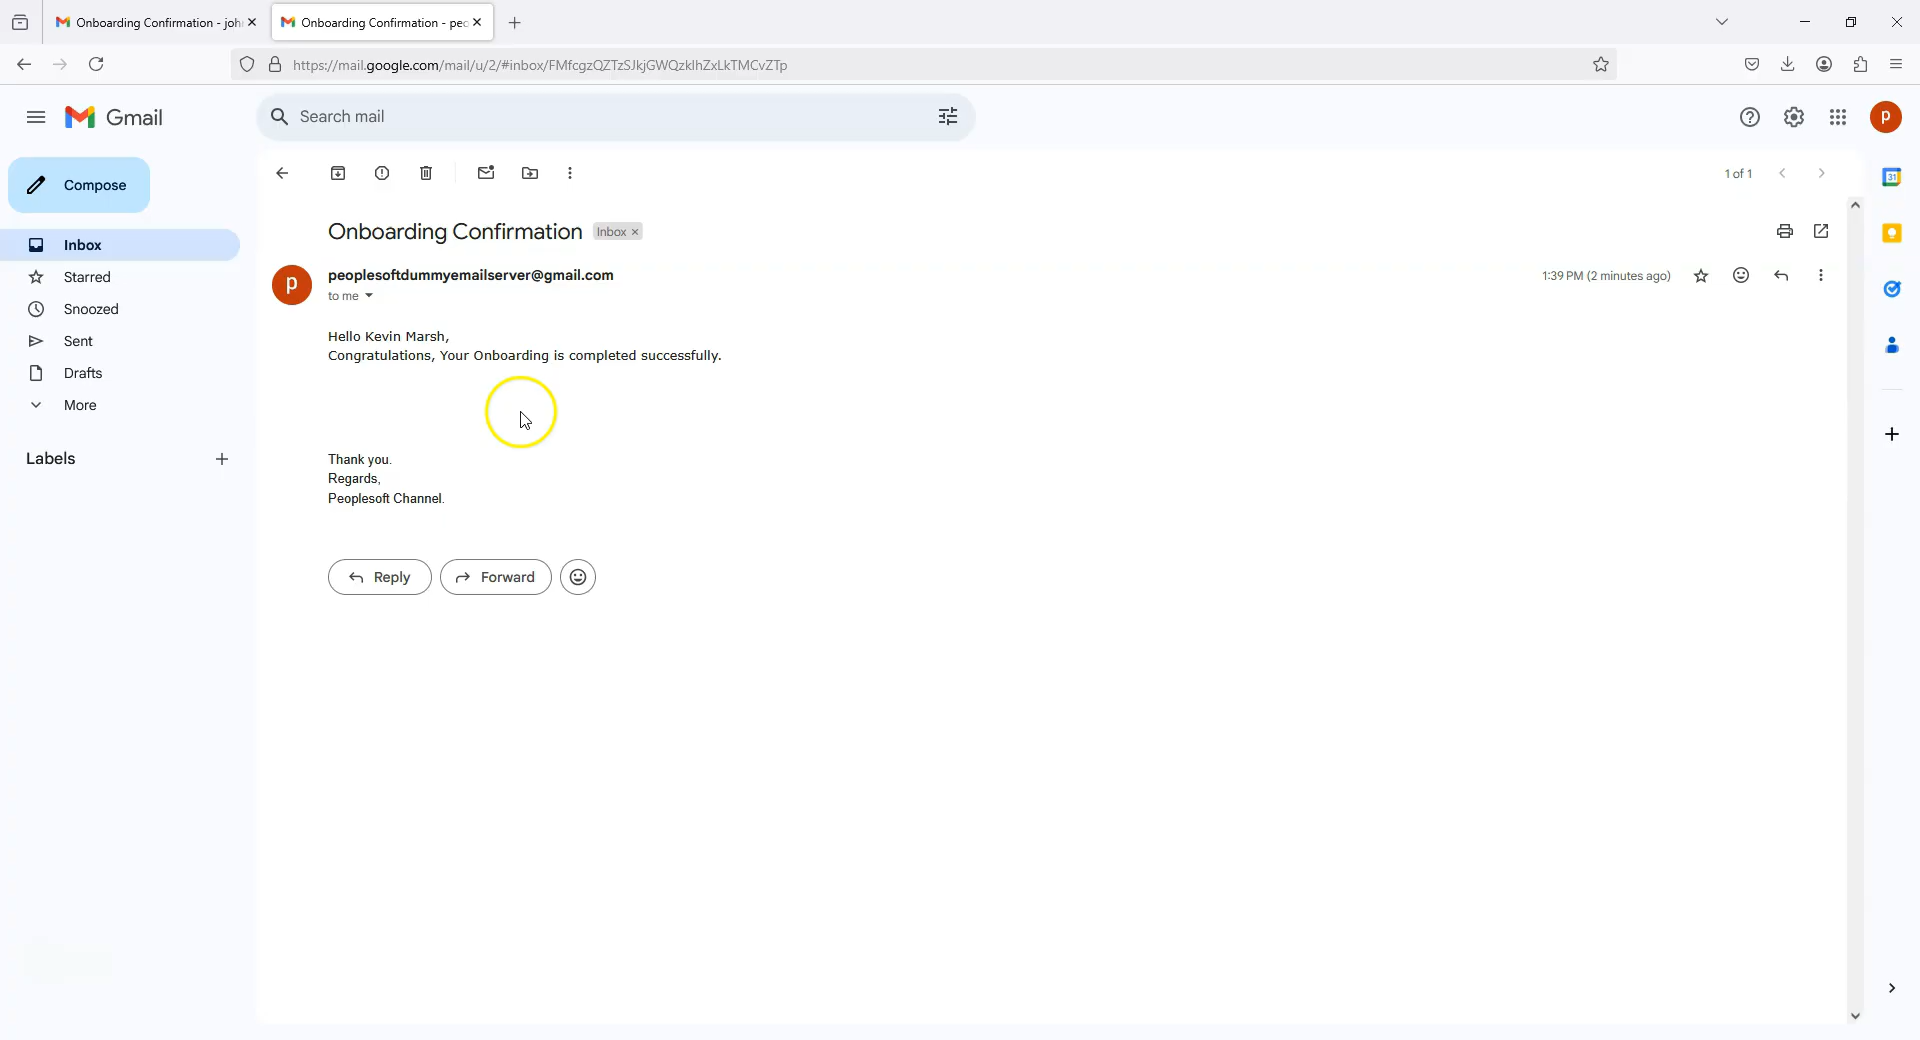 Onboarding Confirmation - joh
Onboarding Confirmation - peo
https://mail.google.com/mail/u/2/#inbox/FMfcgzQZTzSJkjGWQzklhZxLkTMCvZTp
Gmail
Search mail
p
Compose
1 of 1
31
Onboarding Confirmation
Inbox ×
Inbox
p
peoplesoftdummyemailserver@gmail.com
1:39 PM (2 minutes ago)
to me
Starred
Snoozed
Sent
Drafts
More
Labels
Hello Kevin Marsh,
Congratulations, Your Onboarding is completed successfully.
Thank you.
Regards,
Peoplesoft Channel.
Reply
Forward